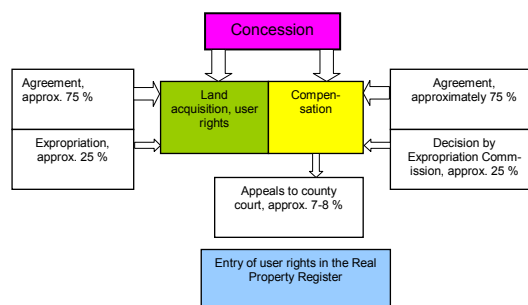 Concession
Agreement,
approx. 75 %
Land
acquisition, user
rights
Compen-
sation
Agreement,
approximately 75 %
Expropriation,
approx. 25 %
Decision by
Expropriation Comm-
ission, approx. 25 %
Appeals to county
court, approx. 7-8 %
Entry of user rights in the Real
Property Register